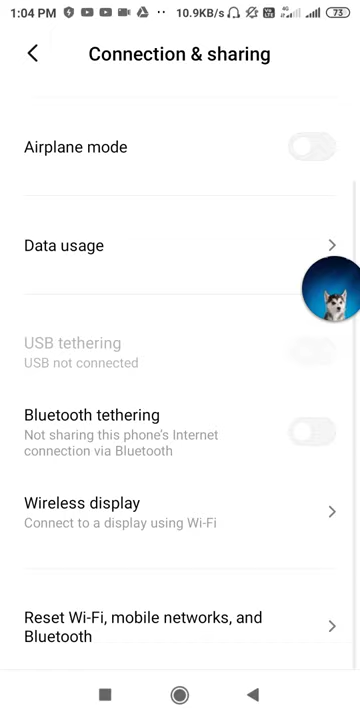 1:04 PM 10.9KB/s 4G 73
Connection & sharing
Airplane mode
Data usage
USB tethering
USB not connected
Bluetooth tethering
Not sharing this phone's Internet
connection via Bluetooth
Wireless display
Connect to a display using Wi-Fi
Reset Wi-Fi, mobile networks, and
Bluetooth